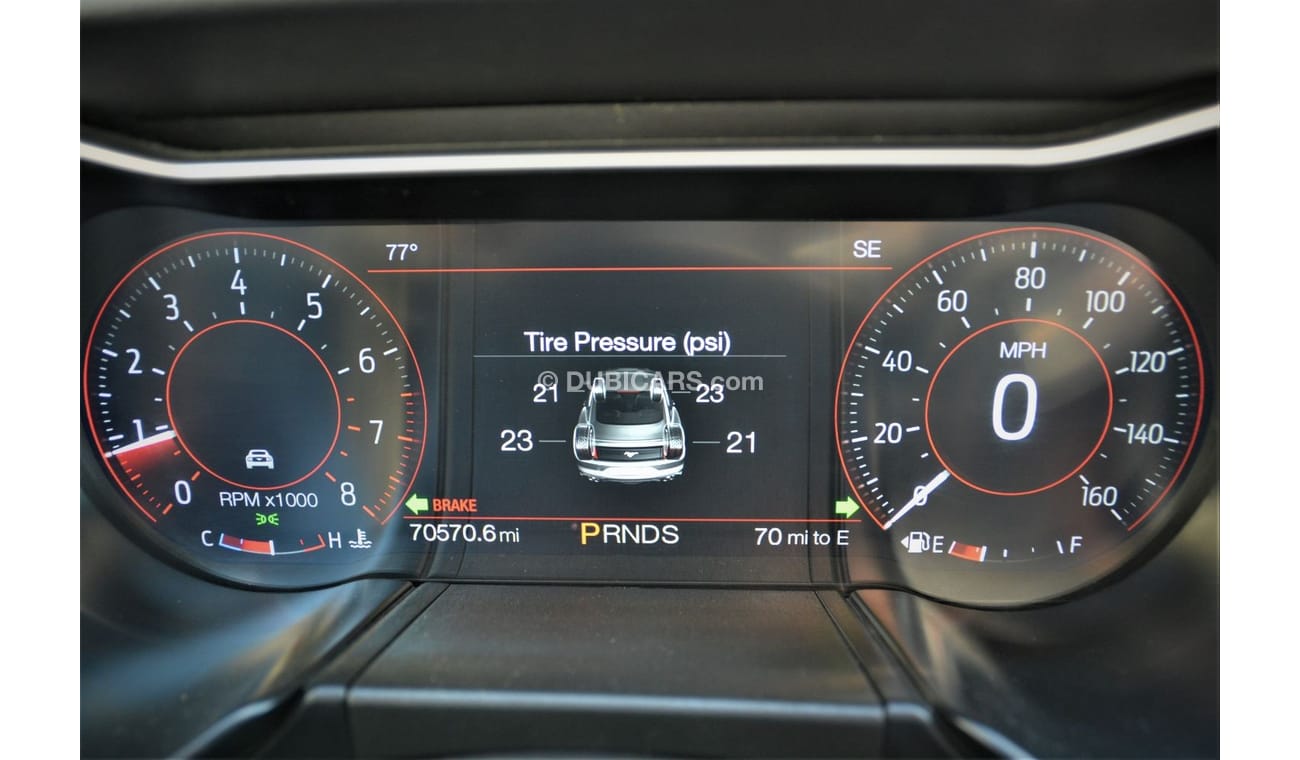 77° SE
4
3 5
2 6
1 7
0 8
RPM x1000
C H
Tire Pressure (psi)
© DUBICARS.com
21 23
23 21
BRAKE
70570.6 mi PRNDS 70 mi to E
80
60 100
40 120
20 140
0 160
MPH
0
E F